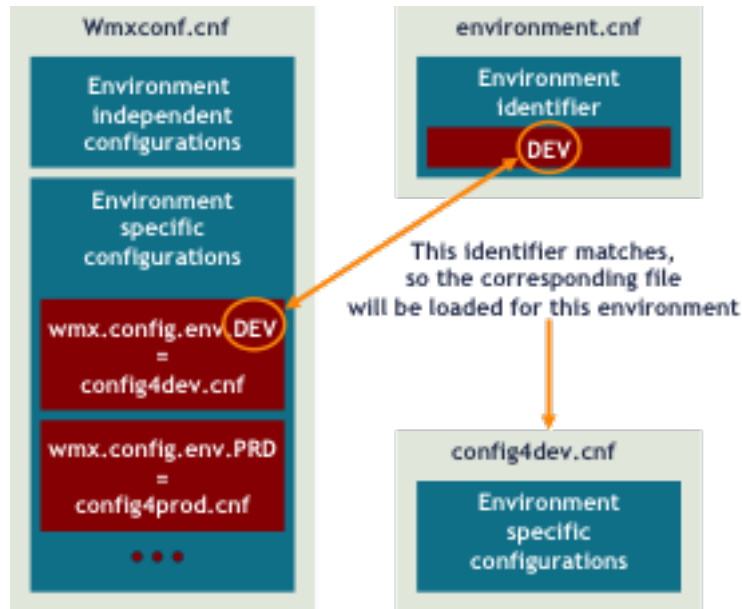 Wmxconf.cnf
Environment
independent
configurations
Environment
specific
configurations
wmx.config.env.DEV
=
config4dev.cnf
wmx.config.env.PRD
=
config4prod.cnf
environment.cnf
Environment
identifier
DEV
This identifier matches,
so the corresponding file
will be loaded for this environment
config4dev.cnf
Environment
specific
configurations